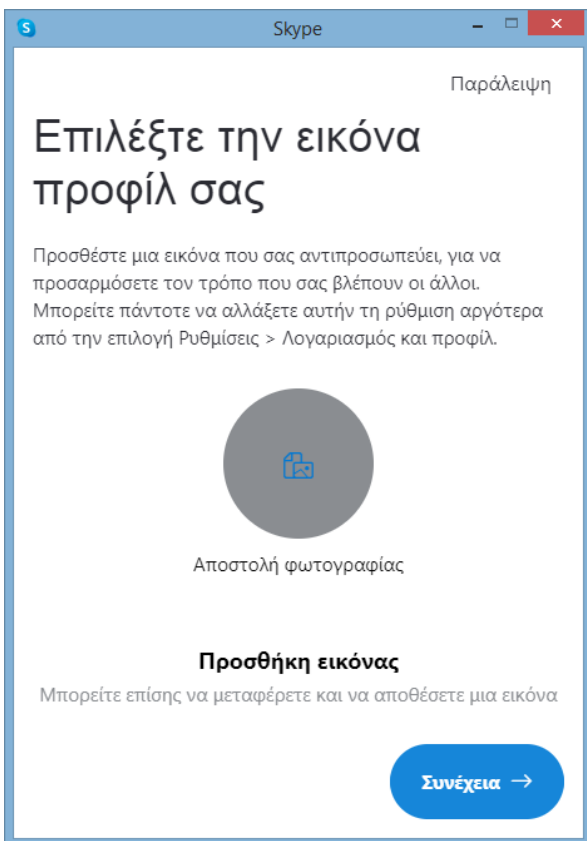 Skype
Παράλειψη
Επιλέξτε την εικόνα
προφίλ σας
Προσθέστε μια εικόνα που σας αντιπροσωπεύει, για να
προσαρμόσετε τον τρόπο που σας βλέπουν οι άλλοι.
Μπορείτε πάντοτε να αλλάξετε αυτήν τη ρύθμιση αργότερα
από την επιλογή Ρυθμίσεις > Λογαριασμός και προφίλ.
Αποστολή φωτογραφίας
Προσθήκη εικόνας
Μπορείτε επίσης να μεταφέρετε και να αποθέσετε μια εικόνα
Συνέχεια →